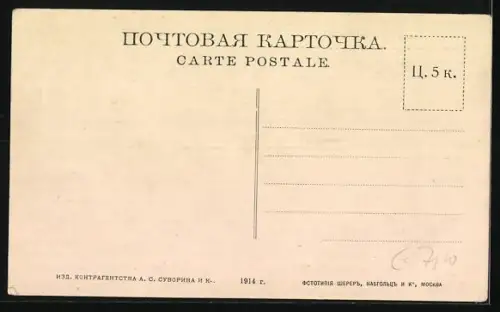 ПОЧТОВАЯ КАРТОЧКА.
CARTE POSTALE.
Ц. 5 к.
ИЗД. КОНТРАГЕНТСТВА А. С. СУВОРИНА И К-.
1914 г.
ФОТОТИПІЯ ШЕРЕРЪ, НАБГОЛЬЦЪ И К°, МОСКВА